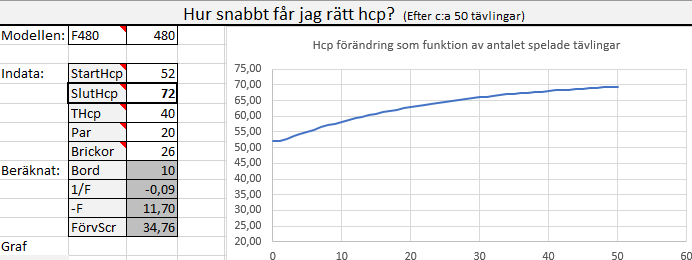 Hur snabbt får jag rätt hcp? (Efter c:a 50 tävlingar)
Modellen: F480 480
Indata: StartHcp 52
SlutHcp 72
THcp 40
Par 20
Brickor 26
Beräknat: Bord 10
1/F -0,09
-F 11,70
FörvScr 34,76
Graf
Hcp förändring som funktion av antalet spelade tävlingar
75,00
70,00
65,00
60,00
55,00
50,00
45,00
40,00
35,00
30,00
25,00
20,00
0 10 20 30 40 50 60